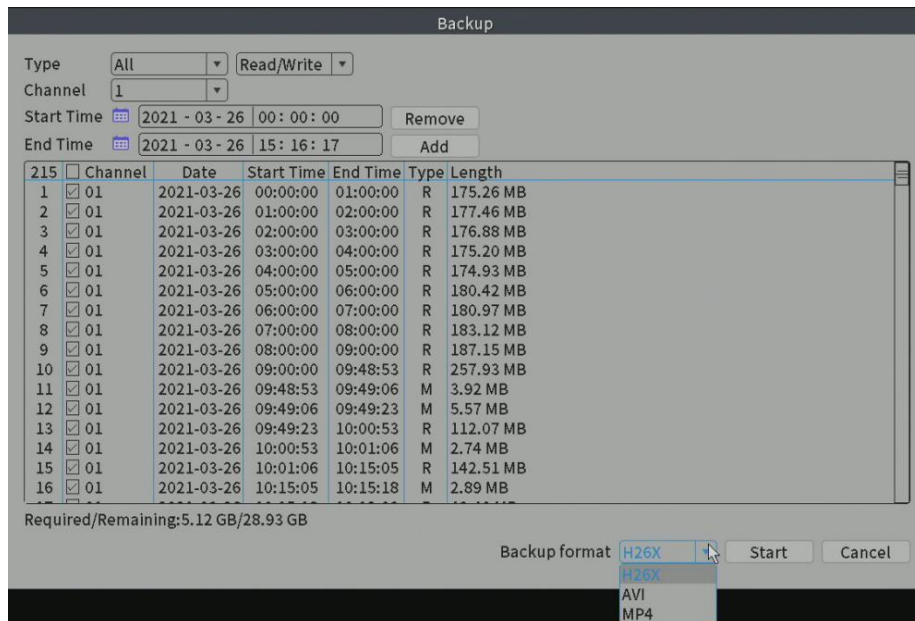 Backup
Type All Read/Write
Channel 1
Start Time 2021 - 03 - 26 00 : 00 : 00 Remove
End Time 2021 - 03 - 26 15 : 16 : 17 Add
215 Channel Date Start Time End Time Type Length
1 01 2021-03-26 00:00:00 01:00:00 R 175.26 MB
2 01 2021-03-26 01:00:00 02:00:00 R 177.46 MB
3 01 2021-03-26 02:00:00 03:00:00 R 176.88 MB
4 01 2021-03-26 03:00:00 04:00:00 R 175.20 MB
5 01 2021-03-26 04:00:00 05:00:00 R 174.93 MB
6 01 2021-03-26 05:00:00 06:00:00 R 180.42 MB
7 01 2021-03-26 06:00:00 07:00:00 R 180.97 MB
8 01 2021-03-26 07:00:00 08:00:00 R 183.12 MB
9 01 2021-03-26 08:00:00 09:00:00 R 187.15 MB
10 01 2021-03-26 09:00:00 09:48:53 R 257.93 MB
11 01 2021-03-26 09:48:53 09:49:06 M 3.92 MB
12 01 2021-03-26 09:49:06 09:49:23 M 5.57 MB
13 01 2021-03-26 09:49:23 10:00:53 R 112.07 MB
14 01 2021-03-26 10:00:53 10:01:06 M 2.74 MB
15 01 2021-03-26 10:01:06 10:15:05 R 142.51 MB
16 01 2021-03-26 10:15:05 10:15:18 M 2.89 MB
Required/Remaining:5.12 GB/28.93 GB
Backup format H26X Start Cancel
H26X
AVI
MP4